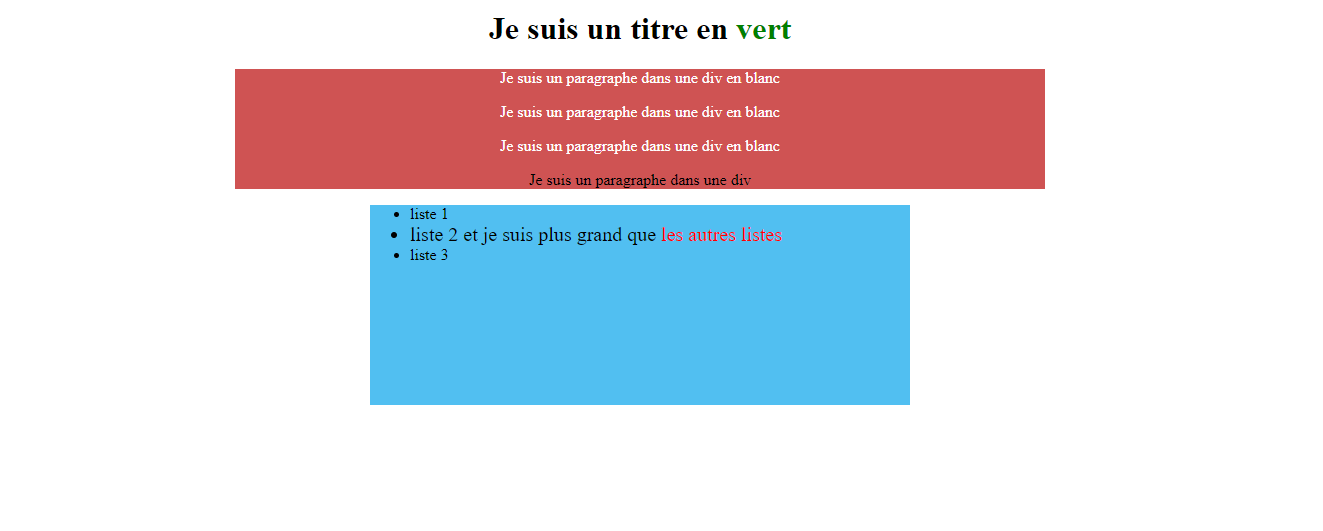 Je suis un titre en vert
Je suis un paragraphe dans une div en blanc
Je suis un paragraphe dans une div en blanc
Je suis un paragraphe dans une div en blanc
Je suis un paragraphe dans une div
• liste 1
• liste 2 et je suis plus grand que les autres listes
• liste 3